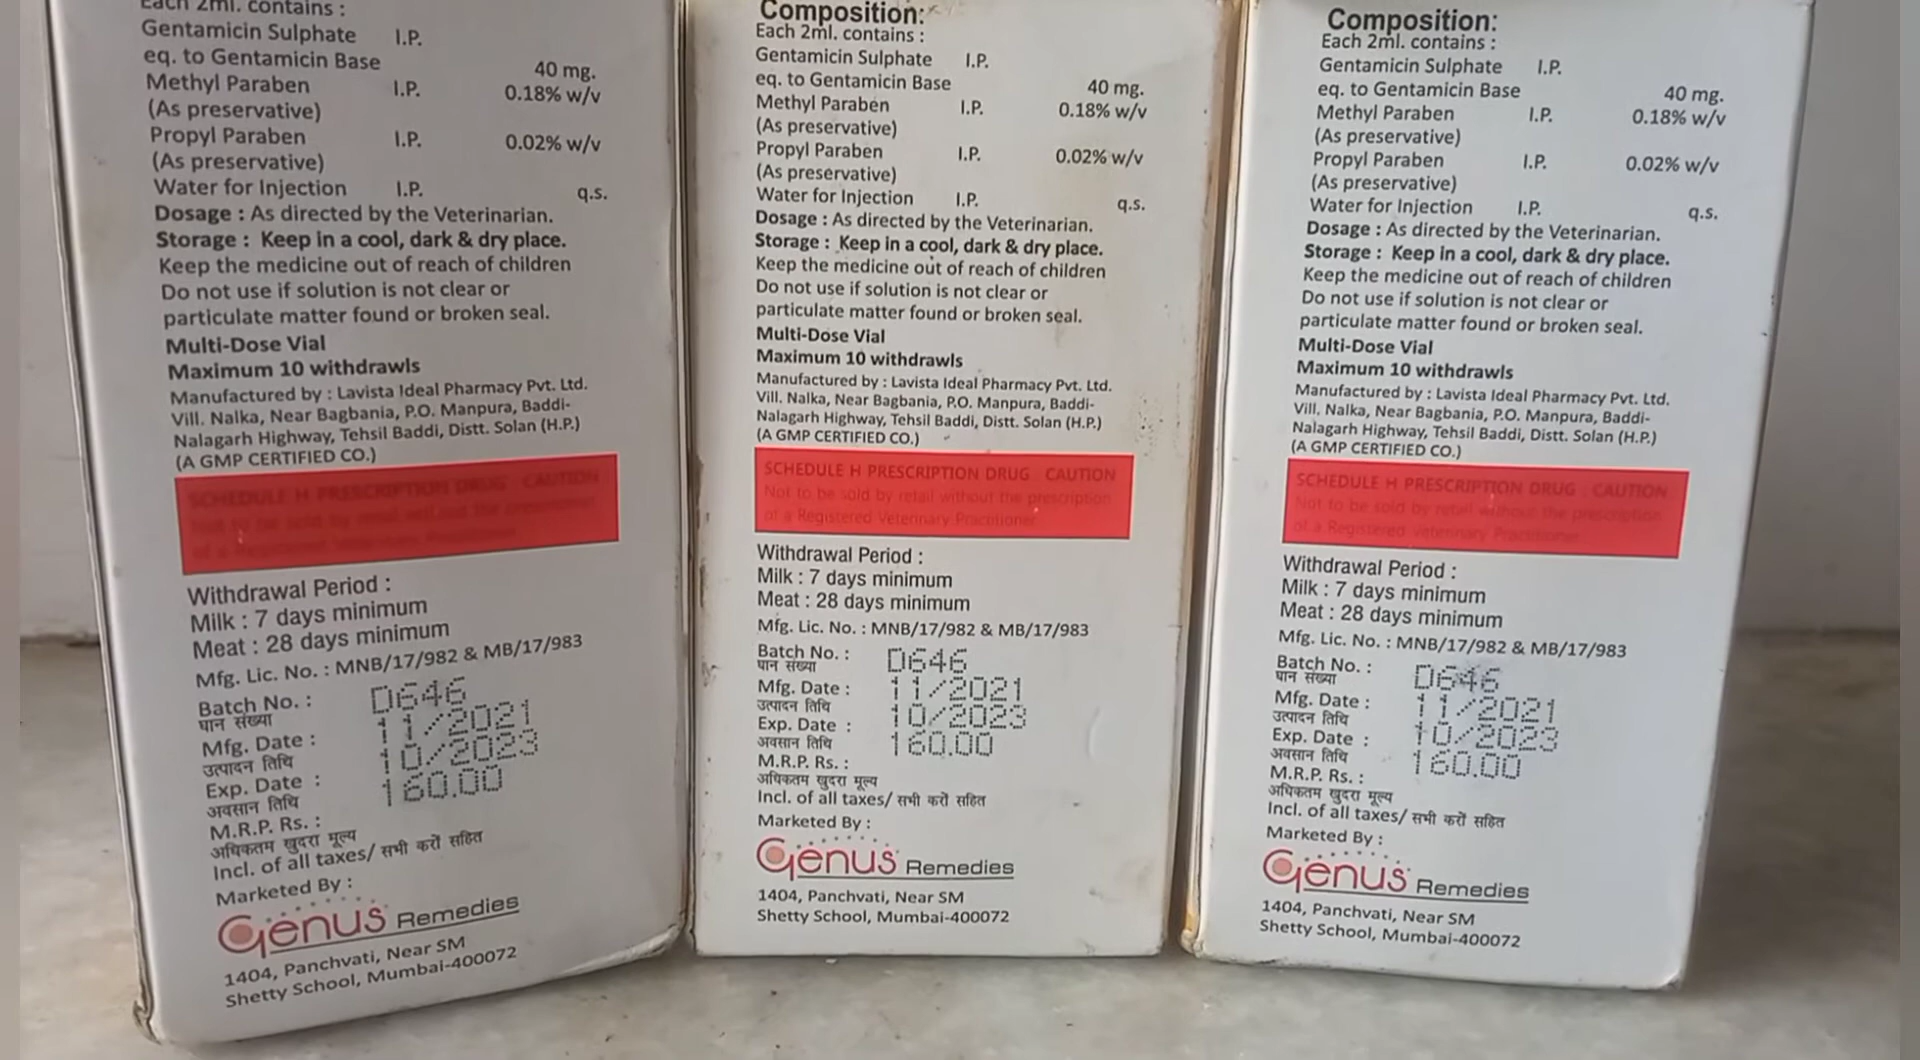 Each 2ml. contains :
Gentamicin Sulphate I.P.
eq. to Gentamicin Base 40 mg.
Methyl Paraben I.P. 0.18% w/v
(As preservative)
Propyl Paraben I.P. 0.02% w/v
(As preservative)
Water for Injection I.P. q.s.
Dosage : As directed by the Veterinarian.
Storage : Keep in a cool, dark & dry place.
Keep the medicine out of reach of children
Do not use if solution is not clear or
particulate matter found or broken seal.
Multi-Dose Vial
Maximum 10 withdrawls
Manufactured by : Lavista Ideal Pharmacy Pvt. Ltd.
Vill. Nalka, Near Bagbania, P.O. Manpura, Baddi-
Nalagarh Highway, Tehsil Baddi, Distt. Solan (H.P.)
(A GMP CERTIFIED CO.)
SCHEDULE H PRESCRIPTION DRUG : CAUTION
Withdrawal Period :
Milk : 7 days minimum
Meat : 28 days minimum
Mfg. Lic. No. : MNB/17/982 & MB/17/983
Batch No. : D646
घान संख्या
Mfg. Date : 11/2021
उत्पादन तिथि
Exp. Date : 10/2023
अवसान तिथि
M.R.P. Rs. : 160.00
अधिकतम खुदरा मूल्य
Incl. of all taxes/ सभी करों सहित
Marketed By :
Genus Remedies
1404, Panchvati, Near SM
Shetty School, Mumbai-400072
Composition:
Each 2ml. contains :
Gentamicin Sulphate I.P.
eq. to Gentamicin Base 40 mg.
Methyl Paraben I.P. 0.18% w/v
(As preservative)
Propyl Paraben I.P. 0.02% w/v
(As preservative)
Water for Injection I.P. q.s.
Dosage : As directed by the Veterinarian.
Storage : Keep in a cool, dark & dry place.
Keep the medicine out of reach of children
Do not use if solution is not clear or
particulate matter found or broken seal.
Multi-Dose Vial
Maximum 10 withdrawls
Manufactured by : Lavista Ideal Pharmacy Pvt. Ltd.
Vill. Nalka, Near Bagbania, P.O. Manpura, Baddi-
Nalagarh Highway, Tehsil Baddi, Distt. Solan (H.P.)
(A GMP CERTIFIED CO.)
SCHEDULE H PRESCRIPTION DRUG : CAUTION
Not to be sold by retail without the prescription
of a Registered Veterinary Practitioner
Withdrawal Period :
Milk : 7 days minimum
Meat : 28 days minimum
Mfg. Lic. No. : MNB/17/982 & MB/17/983
Batch No. : D646
घान संख्या
Mfg. Date : 11/2021
उत्पादन तिथि
Exp. Date : 10/2023
अवसान तिथि
M.R.P. Rs. : 160.00
अधिकतम खुदरा मूल्य
Incl. of all taxes/ सभी करों सहित
Marketed By :
Genus Remedies
1404, Panchvati, Near SM
Shetty School, Mumbai-400072
Composition:
Each 2ml. contains :
Gentamicin Sulphate I.P.
eq. to Gentamicin Base 40 mg.
Methyl Paraben I.P. 0.18% w/v
(As preservative)
Propyl Paraben I.P. 0.02% w/v
(As preservative)
Water for Injection I.P. q.s.
Dosage : As directed by the Veterinarian.
Storage : Keep in a cool, dark & dry place.
Keep the medicine out of reach of children
Do not use if solution is not clear or
particulate matter found or broken seal.
Multi-Dose Vial
Maximum 10 withdrawls
Manufactured by : Lavista Ideal Pharmacy Pvt. Ltd.
Vill. Nalka, Near Bagbania, P.O. Manpura, Baddi-
Nalagarh Highway, Tehsil Baddi, Distt. Solan (H.P.)
(A GMP CERTIFIED CO.)
SCHEDULE H PRESCRIPTION DRUG : CAUTION
Not to be sold by retail without the prescription
of a Registered Veterinary Practitioner
Withdrawal Period :
Milk : 7 days minimum
Meat : 28 days minimum
Mfg. Lic. No. : MNB/17/982 & MB/17/983
Batch No. : D646
घान संख्या
Mfg. Date : 11/2021
उत्पादन तिथि
Exp. Date : 10/2023
अवसान तिथि
M.R.P. Rs. : 160.00
अधिकतम खुदरा मूल्य
Incl. of all taxes/ सभी करों सहित
Marketed By :
Genus Remedies
1404, Panchvati, Near SM
Shetty School, Mumbai-400072